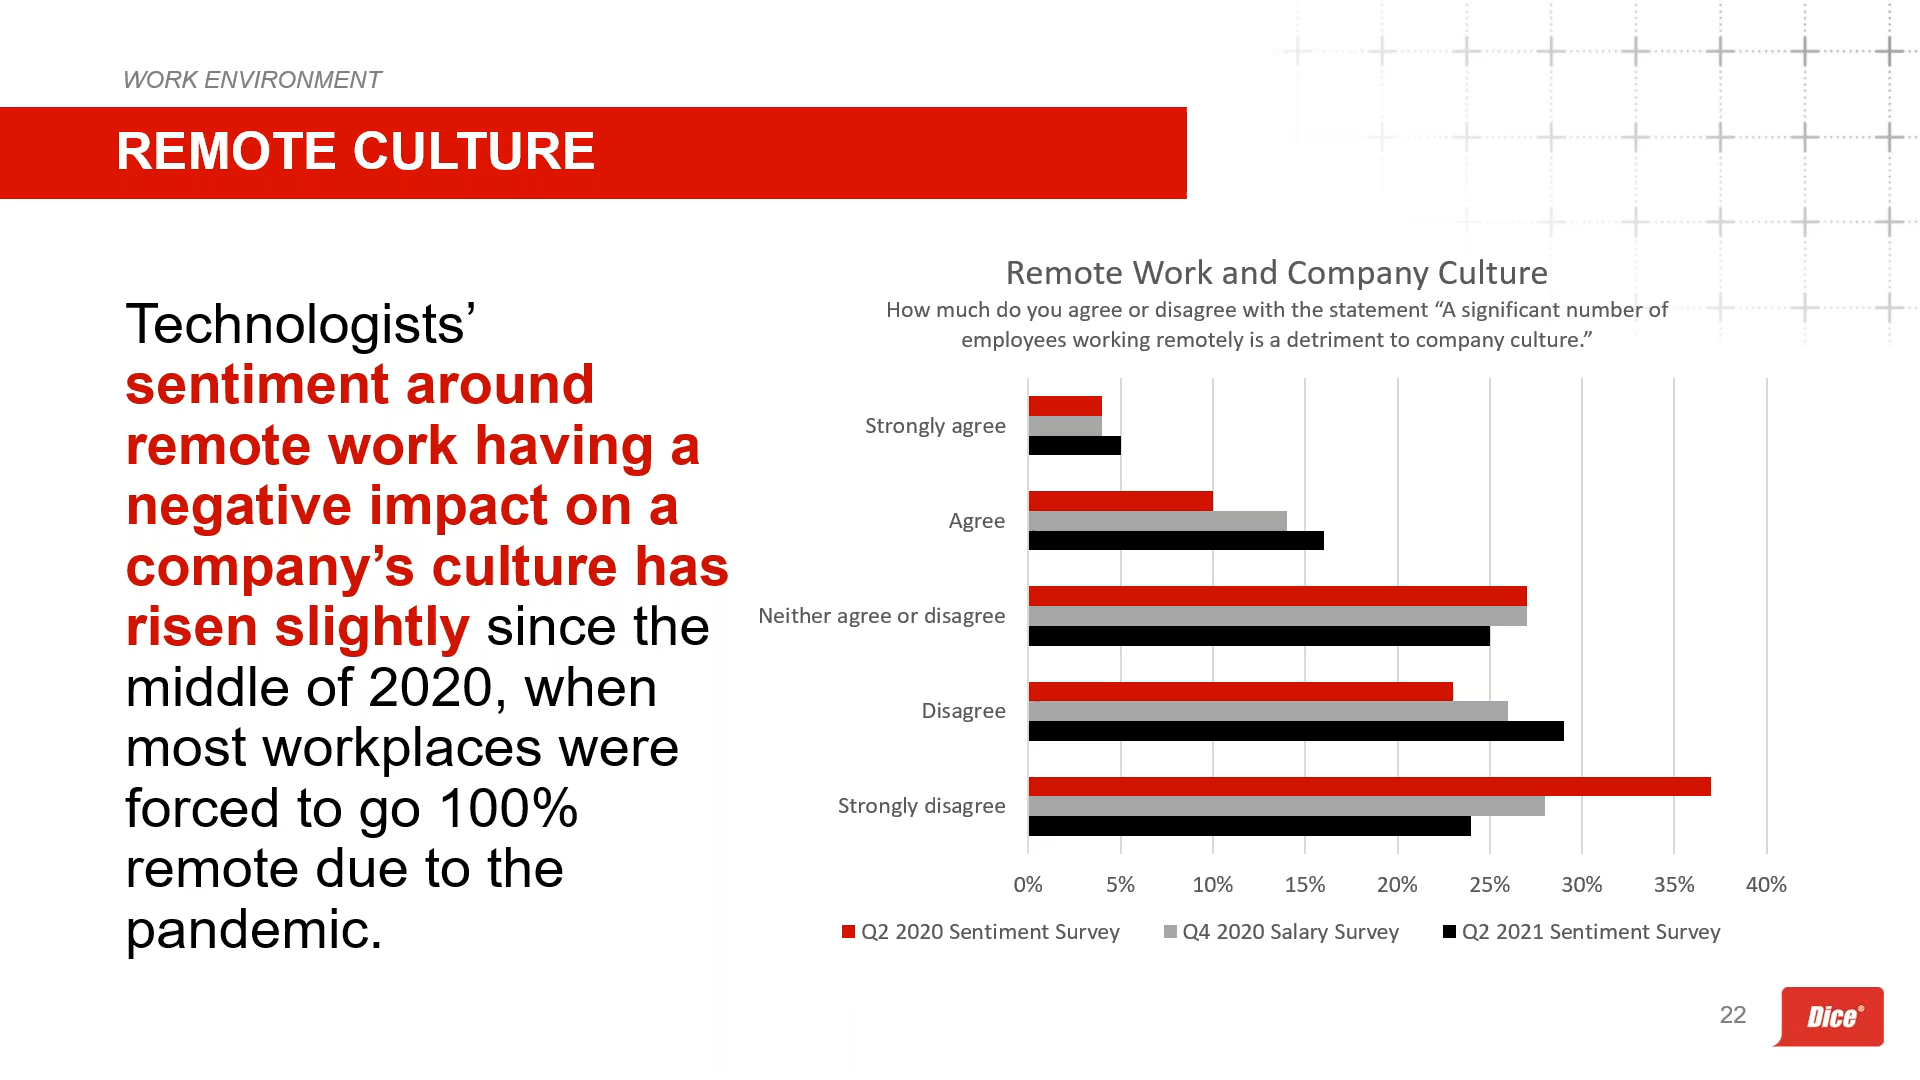 WORK ENVIRONMENT
REMOTE CULTURE
Technologists’
sentiment around
remote work having a
negative impact on a
company’s culture has
risen slightly since the
middle of 2020, when
most workplaces were
forced to go 100%
remote due to the
pandemic.
Remote Work and Company Culture
How much do you agree or disagree with the statement “A significant number of
employees working remotely is a detriment to company culture.”
Strongly agree
Agree
Neither agree or disagree
Disagree
Strongly disagree
0% 5% 10% 15% 20% 25% 30% 35% 40%
Q2 2020 Sentiment Survey Q4 2020 Salary Survey Q2 2021 Sentiment Survey
22
Dice®